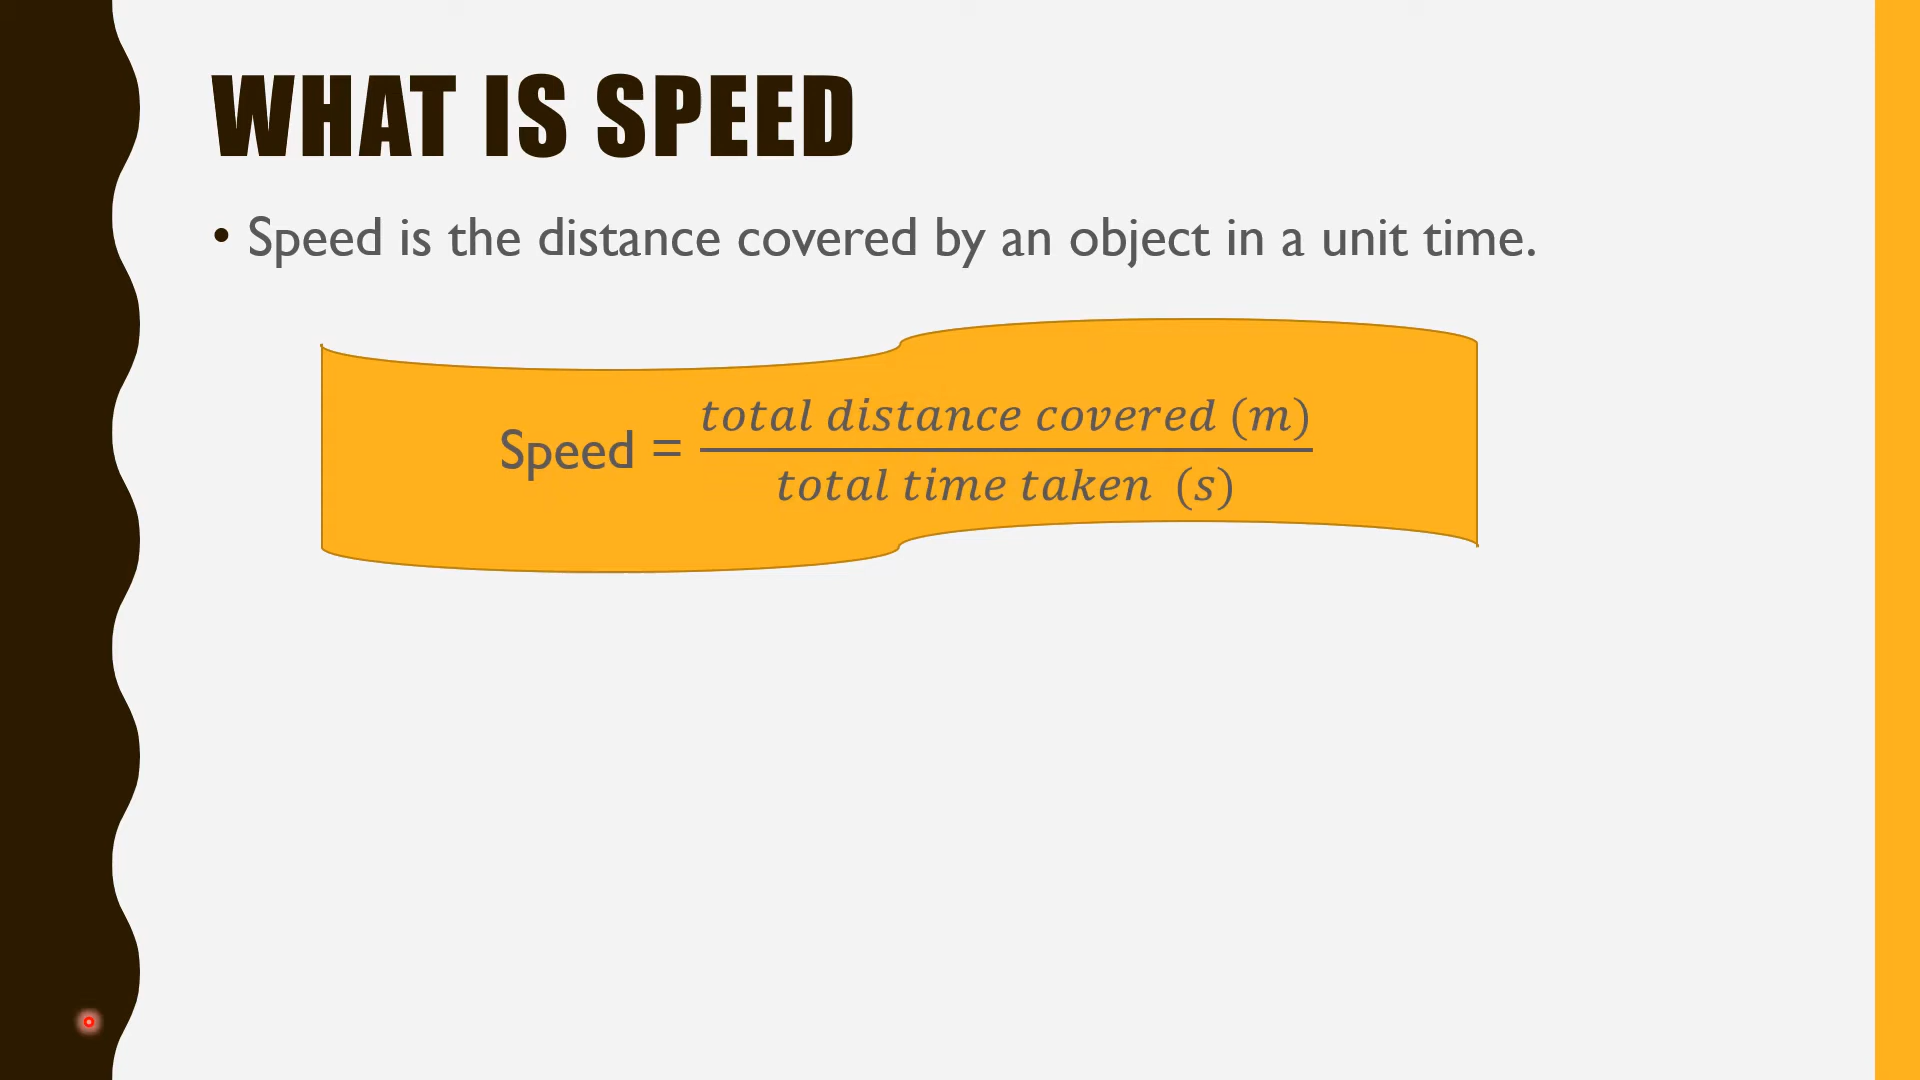 WHAT IS SPEED
• Speed is the distance covered by an object in a unit time.
Speed = total distance covered (m) / total time taken (s)